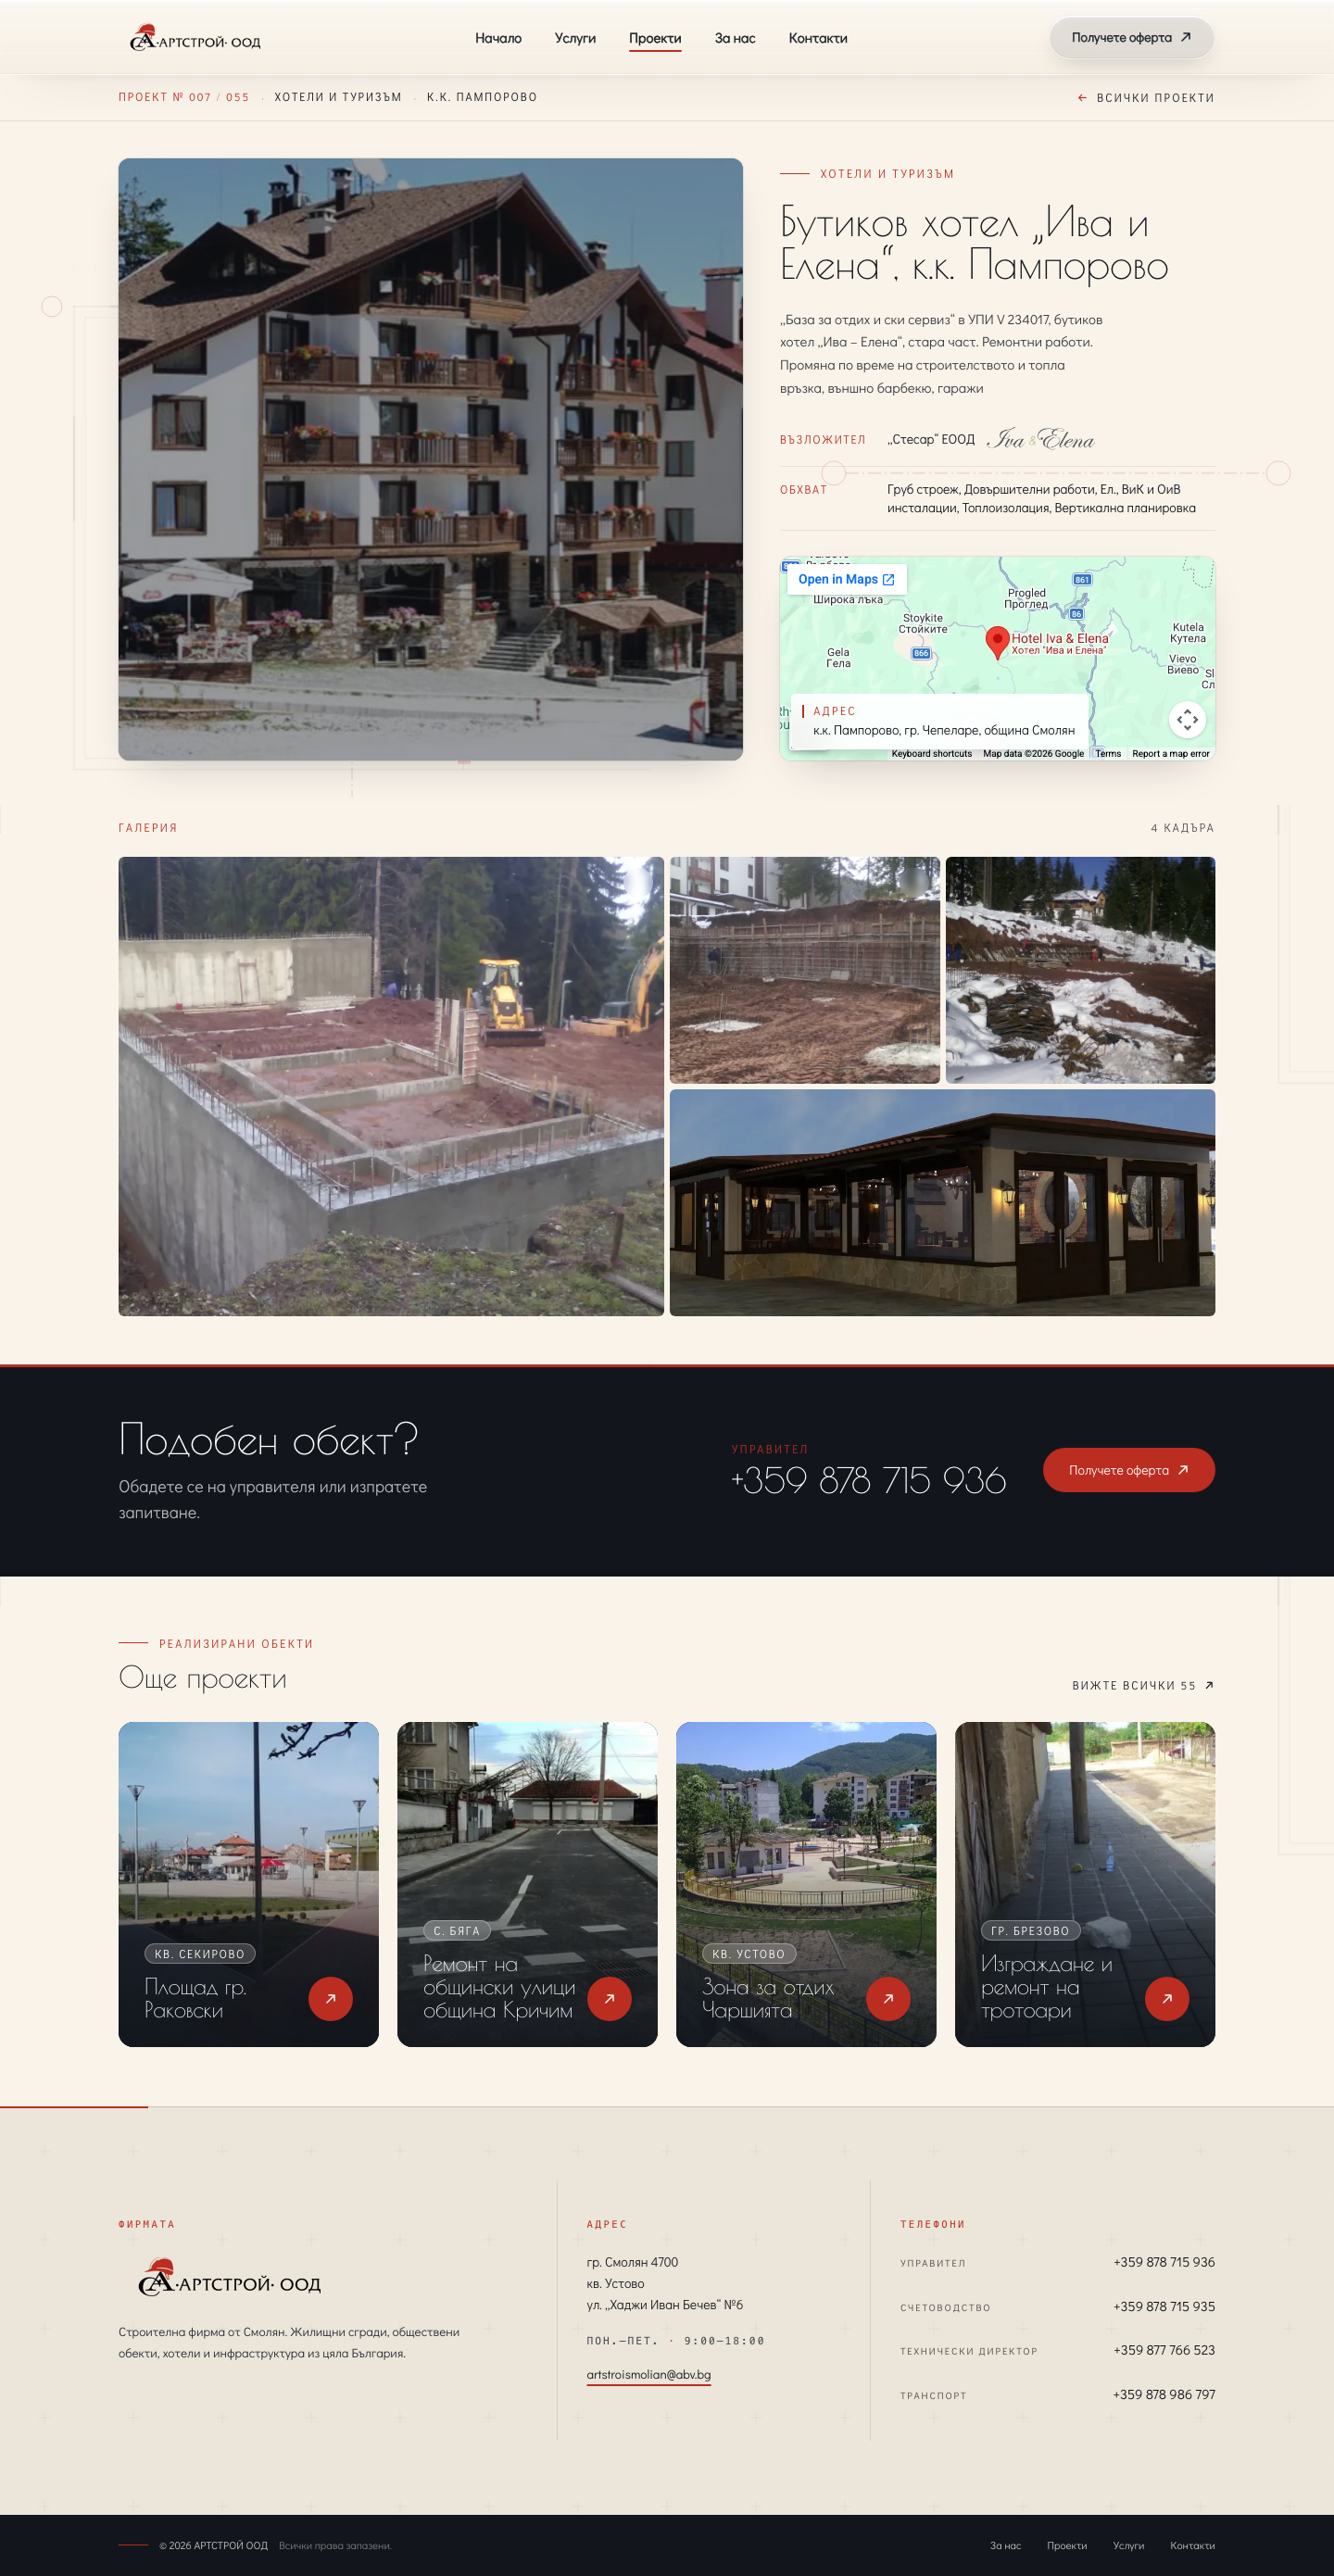 АРТСТРОЙ· ООД
Начало
Услуги
Проекти
За нас
Контакти
Получете оферта
ПРОЕКТ № 007 / 055 · ХОТЕЛИ И ТУРИЗЪМ · К.К. ПАМПОРОВО
← ВСИЧКИ ПРОЕКТИ
ХОТЕЛИ И ТУРИЗЪМ
Бутиков хотел „Ива и
Елена“, к.к. Пампорово
„База за отдих и ски сервиз“ в УПИ V 234017, бутиков
хотел „Ива – Елена“, стара част. Ремонтни работи.
Промяна по време на строителството и топла
връзка, външно барбекю, гаражи
ВЪЗЛОЖИТЕЛ
„Стесар“ ЕООД
Iva & Elena
ОБХВАТ
Груб строеж, Довършителни работи, Ел., ВиК и ОиВ
инсталации, Топлоизолация, Вертикална планировка
Open in Maps
861
Широка лъка
Progled
Проглед
86
Stoykite
Стойките
Kutela
Кутела
Hotel Iva & Elena
Хотел "Ива и Елена"
Gela
Гела
866
Vievo
Виево
АДРЕС
к.к. Пампорово, гр. Чепеларе, община Смолян
Keyboard shortcuts
Map data ©2026 Google
Terms
Report a map error
ГАЛЕРИЯ
4 КАДЪРА
Подобен обект?
Обадете се на управителя или изпратете
запитване.
УПРАВИТЕЛ
+359 878 715 936
Получете оферта
РЕАЛИЗИРАНИ ОБЕКТИ
Още проекти
ВИЖТЕ ВСИЧКИ 55
КВ. СЕКИРОВО
Площад гр.
Раковски
С. БЯГА
Ремонт на
общински улици
община Кричим
КВ. УСТОВО
Зона за отдих
Чаршията
ГР. БРЕЗОВО
Изграждане и
ремонт на
тротоари
ФИРМАТА
АРТСТРОЙ· ООД
Строителна фирма от Смолян. Жилищни сгради, обществени
обекти, хотели и инфраструктура из цяла България.
АДРЕС
гр. Смолян 4700
кв. Устово
ул. „Хаджи Иван Бечев“ №6
ПОН.–ПЕТ. · 9:00–18:00
artstroismolian@abv.bg
ТЕЛЕФОНИ
УПРАВИТЕЛ
+359 878 715 936
СЧЕТОВОДСТВО
+359 878 715 935
ТЕХНИЧЕСКИ ДИРЕКТОР
+359 877 766 523
ТРАНСПОРТ
+359 878 986 797
© 2026 АРТСТРОЙ ООД
Всички права запазени.
За нас
Проекти
Услуги
Контакти